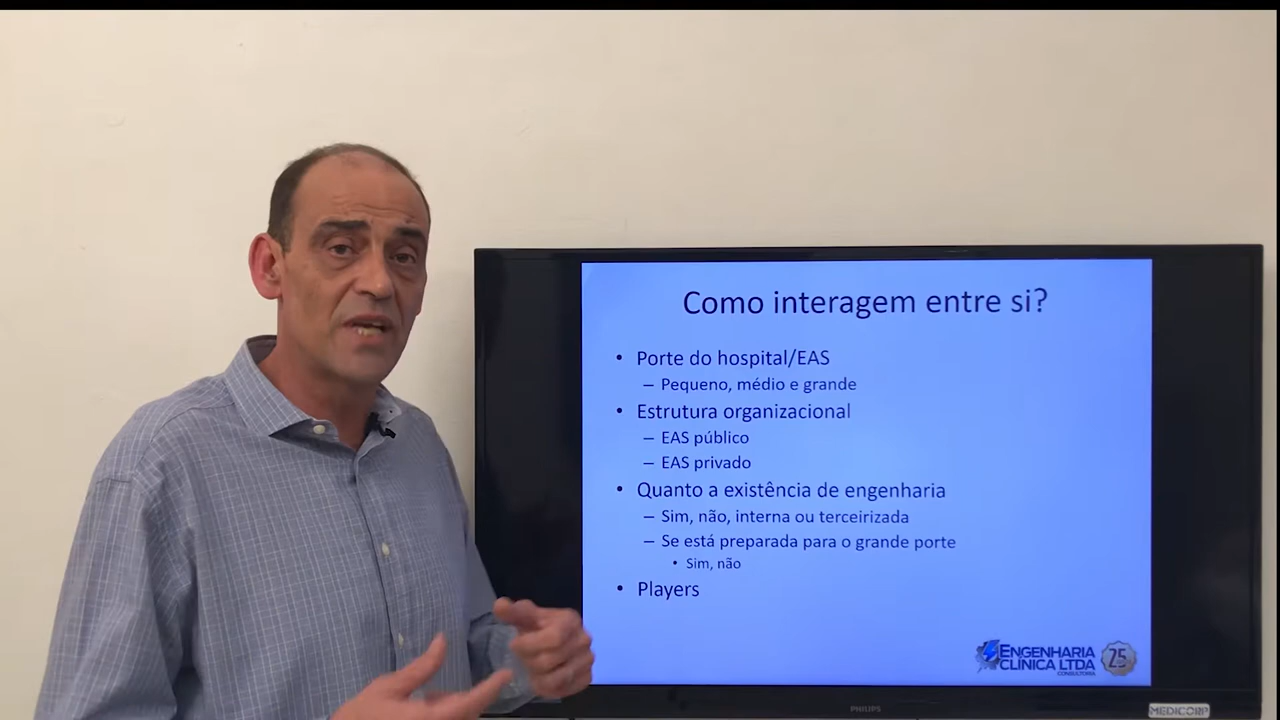 Como interagem entre si?
• Porte do hospital/EAS
– Pequeno, médio e grande
• Estrutura organizacional
– EAS público
– EAS privado
• Quanto a existência de engenharia
– Sim, não, interna ou terceirizada
– Se está preparada para o grande porte
• Sim, não
• Players
ENGENHARIA
CLÍNICA LTDA
CONSULTORIA
25
PHILIPS
MEDICORP